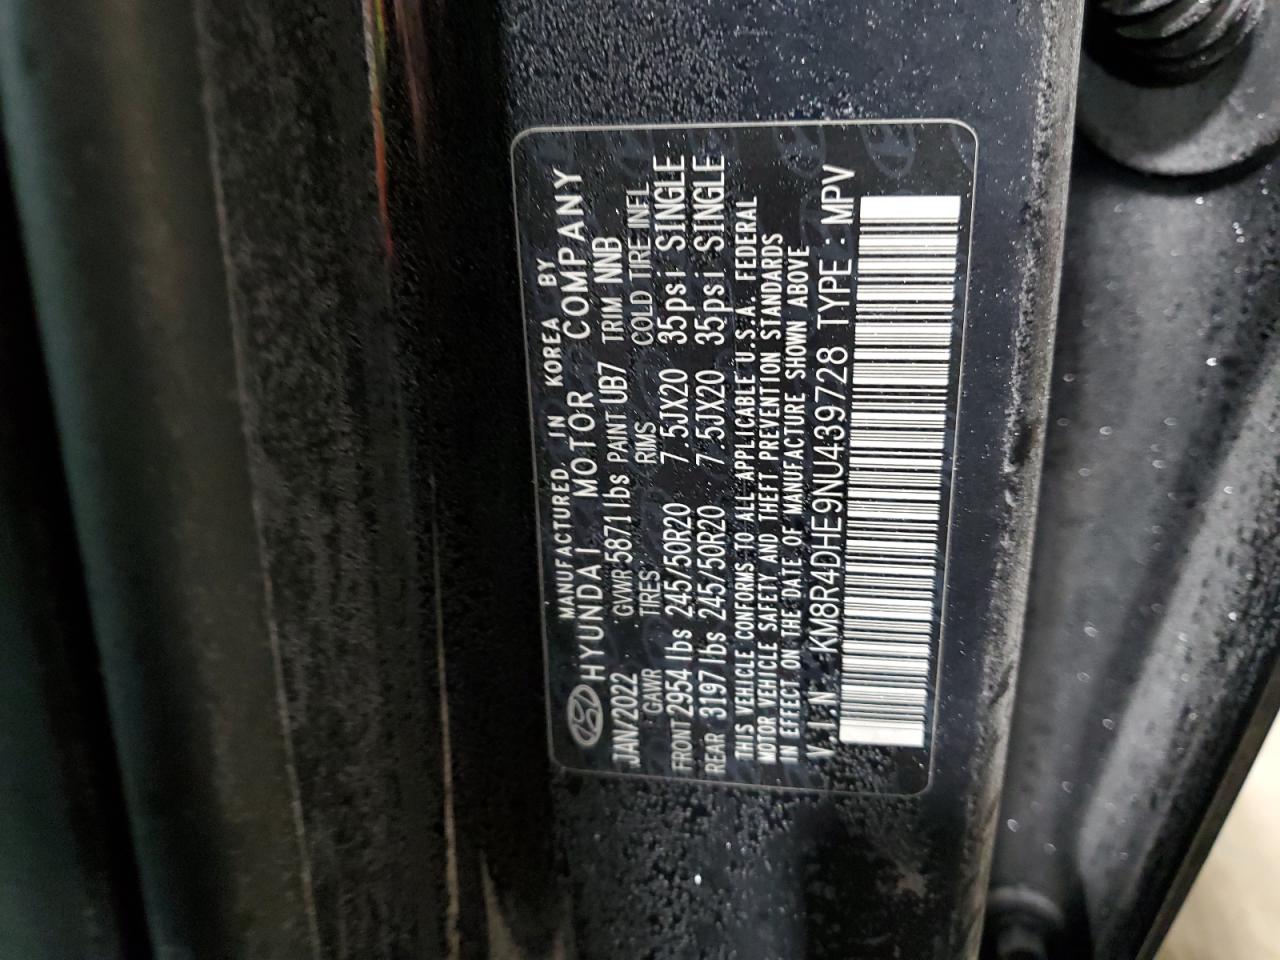 MANUFACTURED IN KOREA BY
HYUNDAI MOTOR COMPANY
JAN/2022 GVWR 5871 lbs PAINT UB7 TRIM NNB
GAWR TIRES RIMS COLD TIRE INFL
FRONT 2954 lbs 245/50R20 7.5JX20 35psi SINGLE
REAR 3197 lbs 245/50R20 7.5JX20 35psi SINGLE
THIS VEHICLE CONFORMS TO ALL APPLICABLE U.S.A. FEDERAL
MOTOR VEHICLE SAFETY AND THEFT PREVENTION STANDARDS
IN EFFECT ON THE DATE OF MANUFACTURE SHOWN ABOVE
V.I.N : KM8R4DHE9NU439728 TYPE : MPV